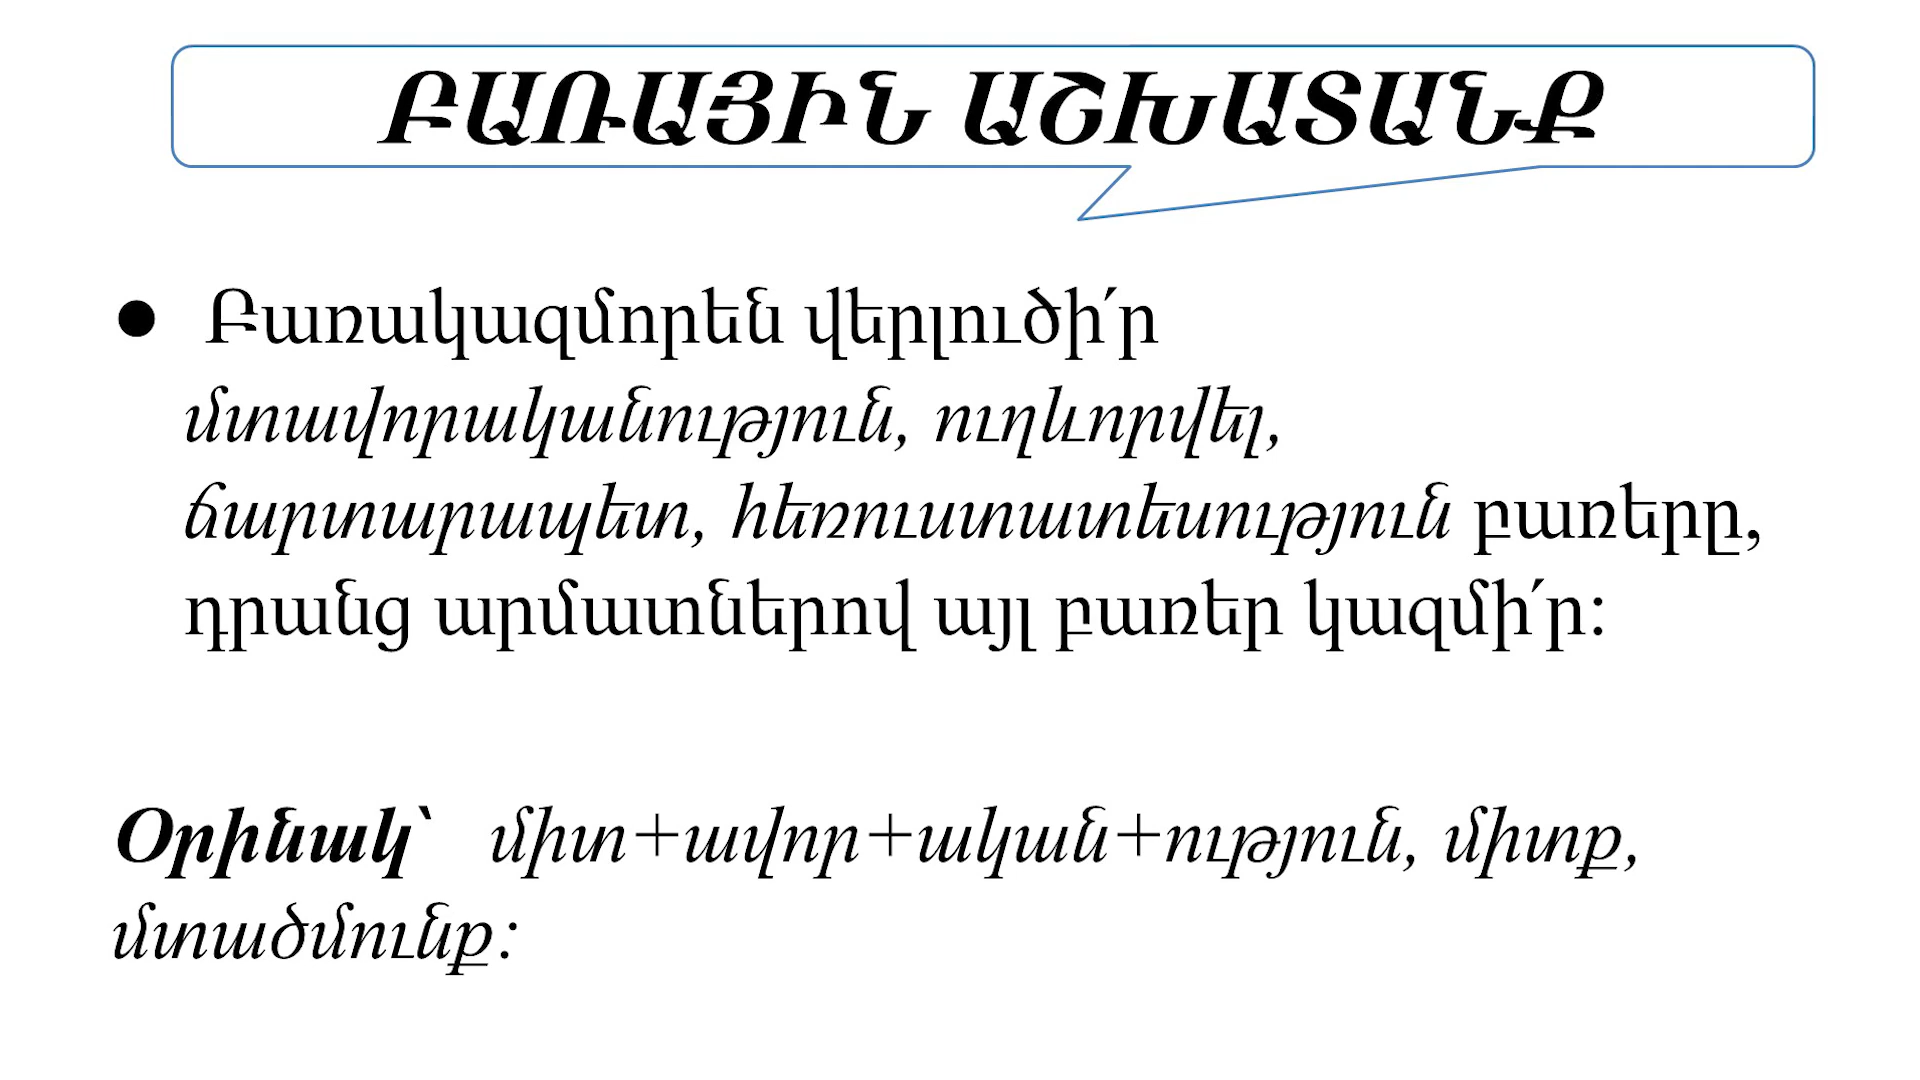 ԲԱՌԱՅԻՆ ԱՇԽԱՏԱՆՔ
● Բառակազմորեն վերլուծի՛ր
մտավորականություն, ուղևորվել,
ճարտարապետ, հեռուստատեսություն բառերը,
դրանց արմատներով այլ բառեր կազմի՛ր:
Օրինակ՝ միտ+ավոր+ական+ություն, միտք,
մտածմունք: